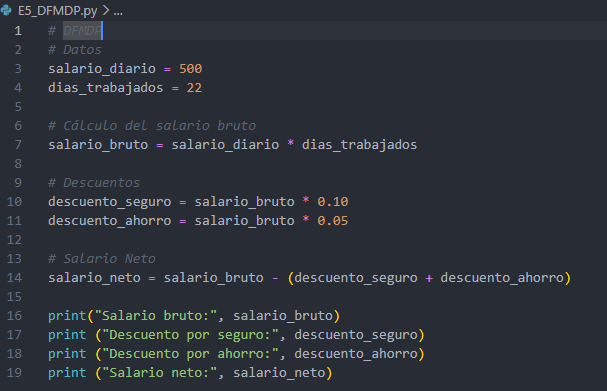 E5_DFMDP.py > ...
1 # DFMDP
2 # Datos
3 salario_diario = 500
4 dias_trabajados = 22
5
6 # Cálculo del salario bruto
7 salario_bruto = salario_diario * dias_trabajados
8
9 # Descuentos
10 descuento_seguro = salario_bruto * 0.10
11 descuento_ahorro = salario_bruto * 0.05
12
13 # Salario Neto
14 salario_neto = salario_bruto - (descuento_seguro + descuento_ahorro)
15
16 print("Salario bruto:", salario_bruto)
17 print ("Descuento por seguro:", descuento_seguro)
18 print ("Descuento por ahorro:", descuento_ahorro)
19 print ("Salario neto:", salario_neto)